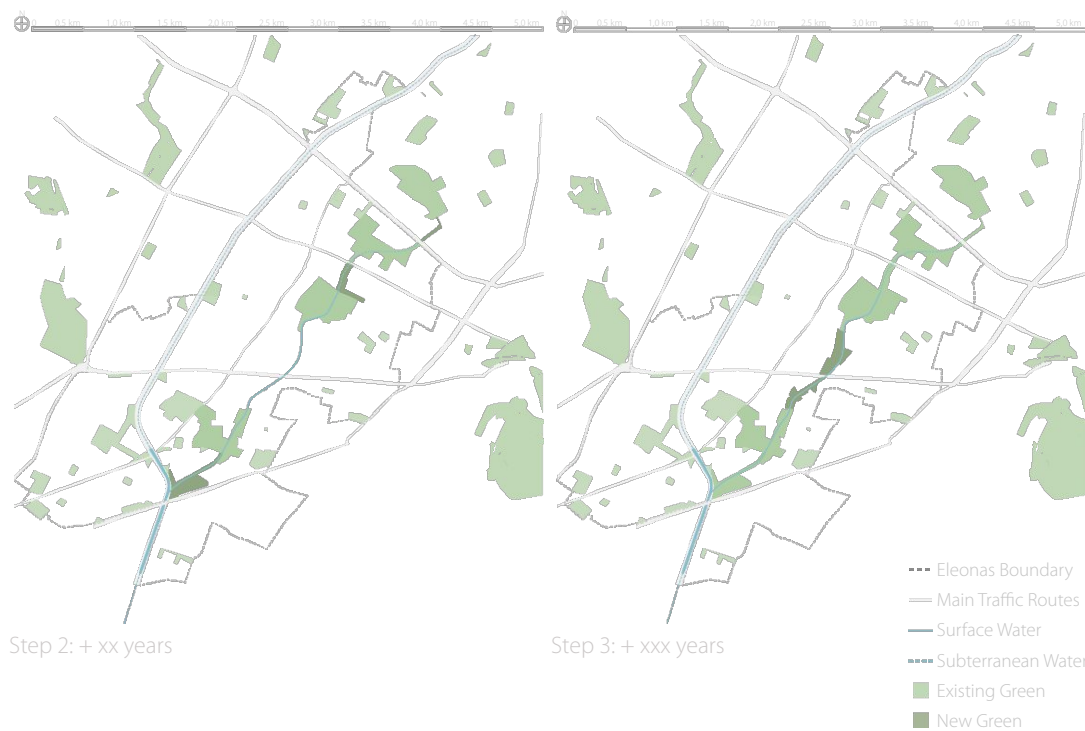 N
0 0.5 km 1.0 km 1.5 km 2.0 km 2.5 km 3.0 km 3.5 km 4.0 km 4.5 km 5.0 km
N
0 0.5 km 1.0 km 1.5 km 2.0 km 2.5 km 3.0 km 3.5 km 4.0 km 4.5 km 5.0 km
Eleonas Boundary
Main Traffic Routes
Surface Water
Subterranean Water
Existing Green
New Green
Step 2: + xx years
Step 3: + xxx years